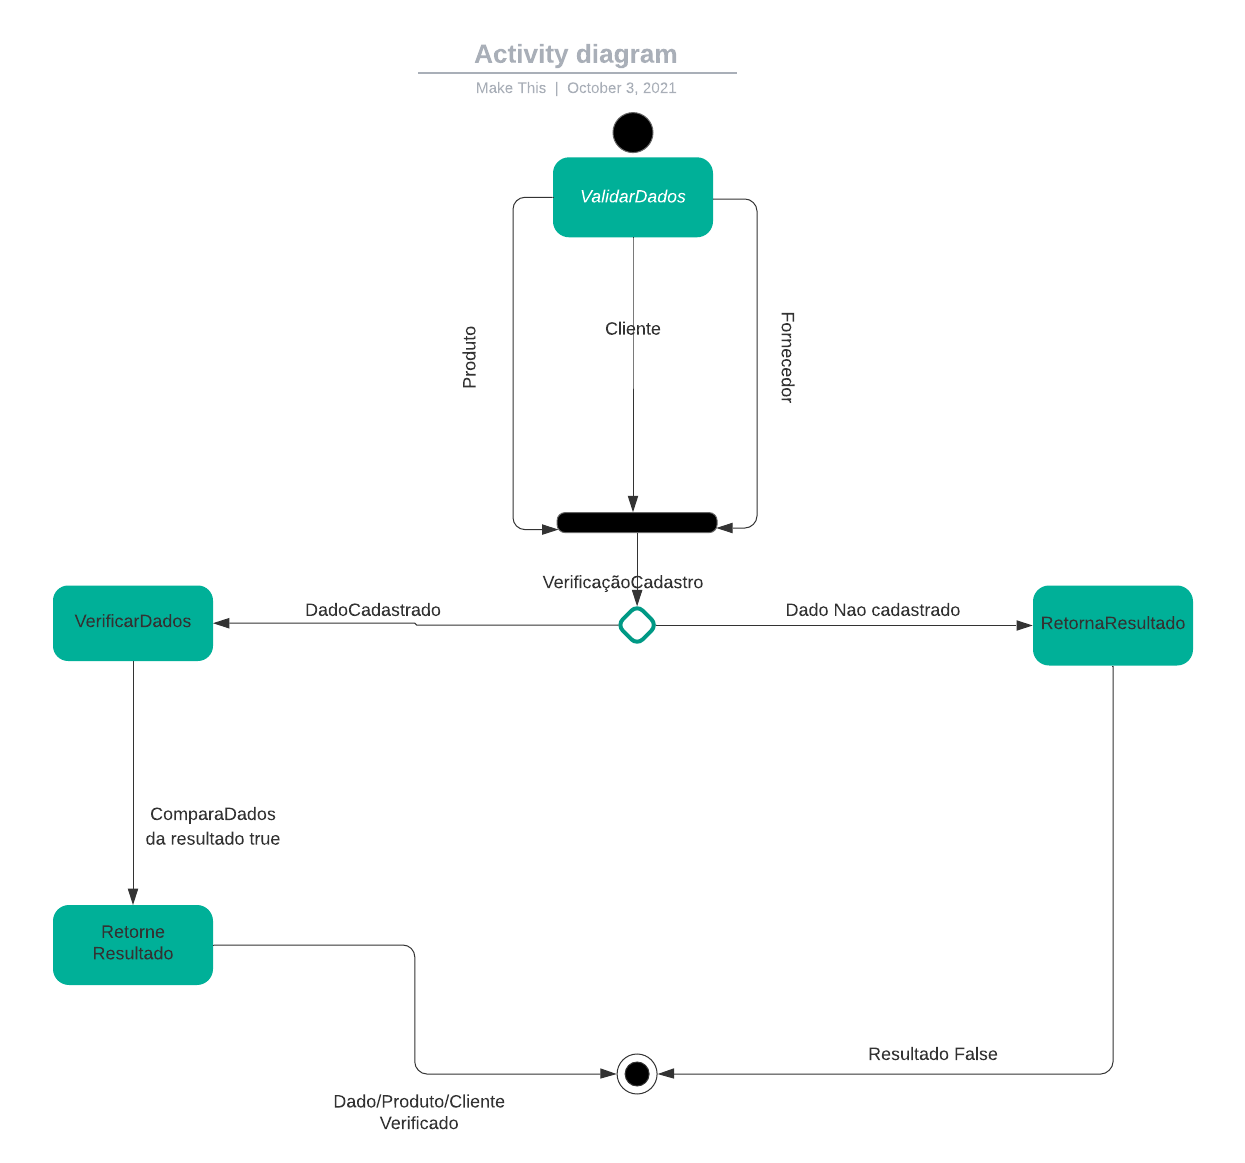 Activity diagram
Make This | October 3, 2021
ValidarDados
Produto
Cliente
Fornecedor
VerificaçãoCadastro
DadoCadastrado
Dado Nao cadastrado
VerificarDados
RetornaResultado
ComparaDados
da resultado true
Retorne
Resultado
Resultado False
Dado/Produto/Cliente
Verificado